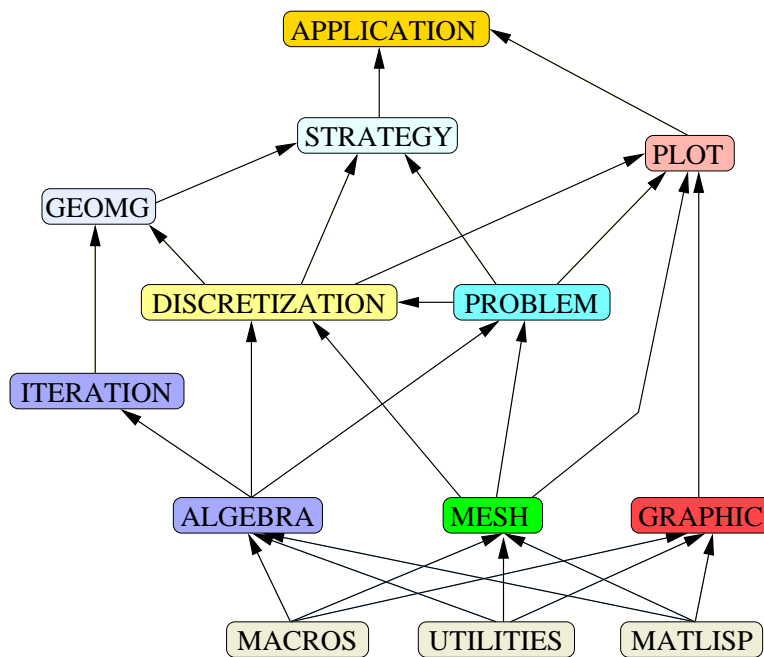 APPLICATION
STRATEGY
PLOT
GEOMG
DISCRETIZATION
PROBLEM
ITERATION
ALGEBRA
MESH
GRAPHIC
MACROS
UTILITIES
MATLISP